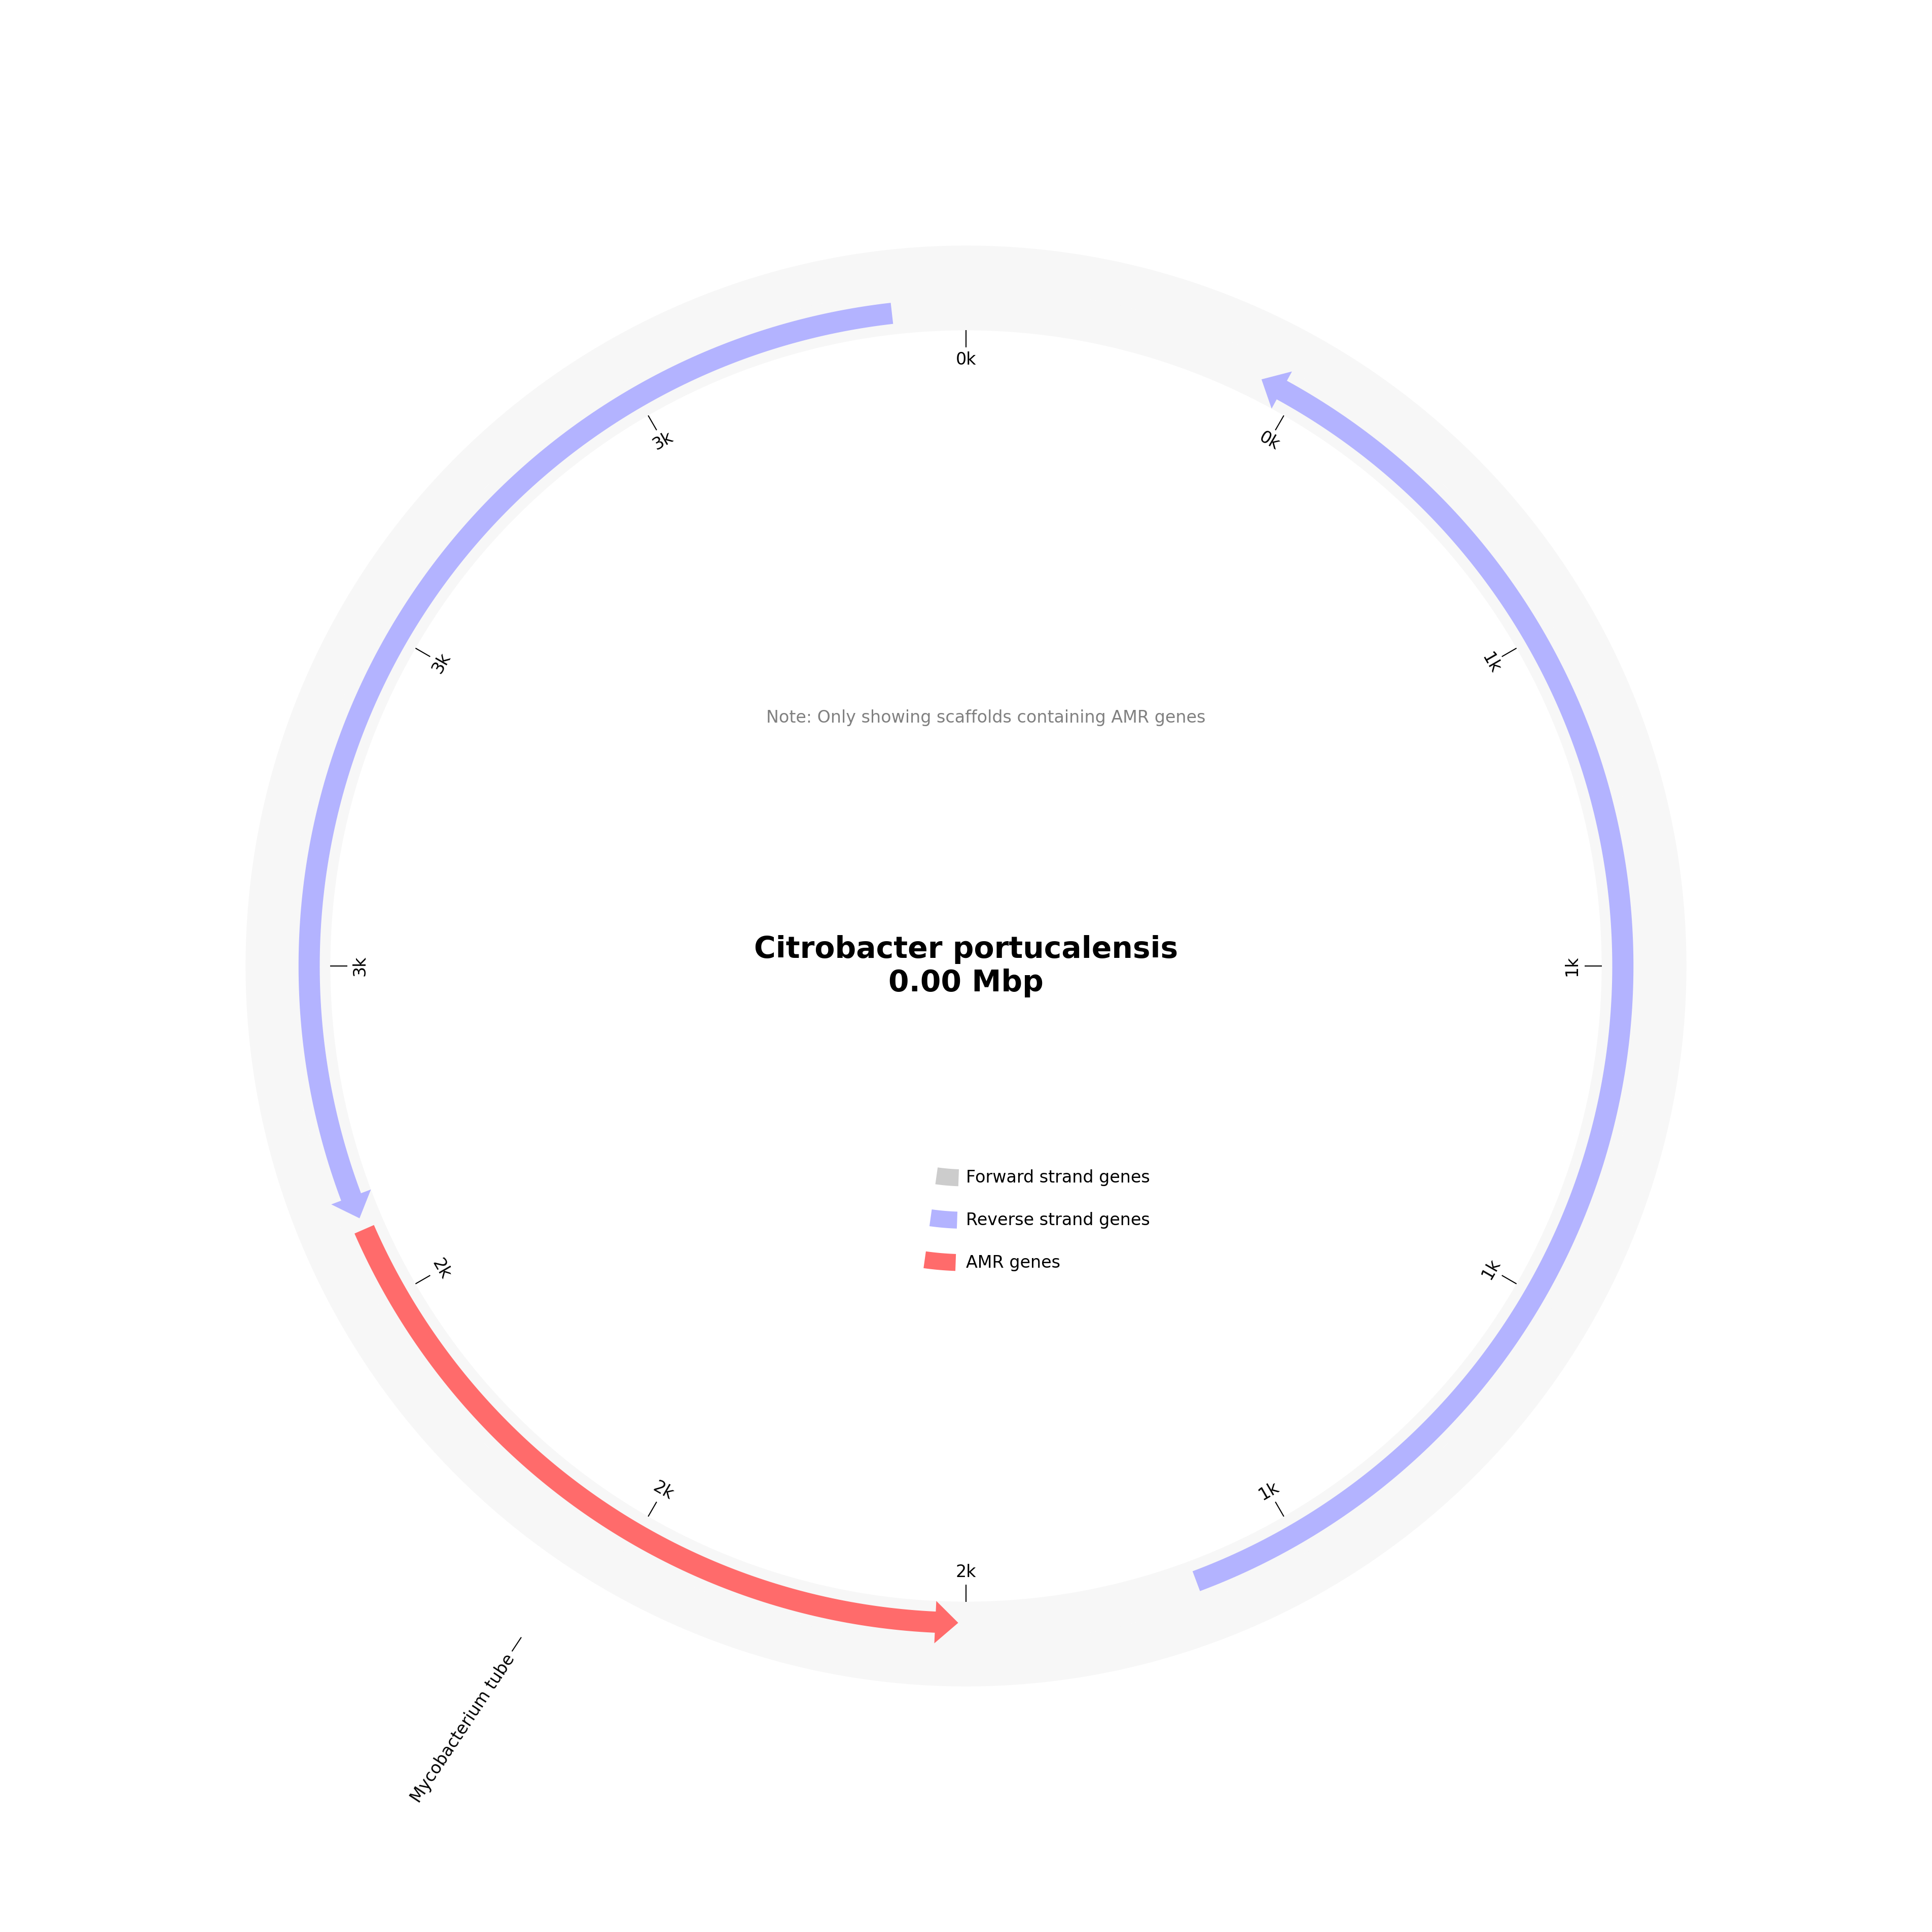 0k
0k
3k
3k
1k
Note: Only showing scaffolds containing AMR genes
Citrobacter portucalensis
0.00 Mbp
3k
1k
Forward strand genes
Reverse strand genes
AMR genes
2k
1k
2k
1k
2k
Mycobacterium tube